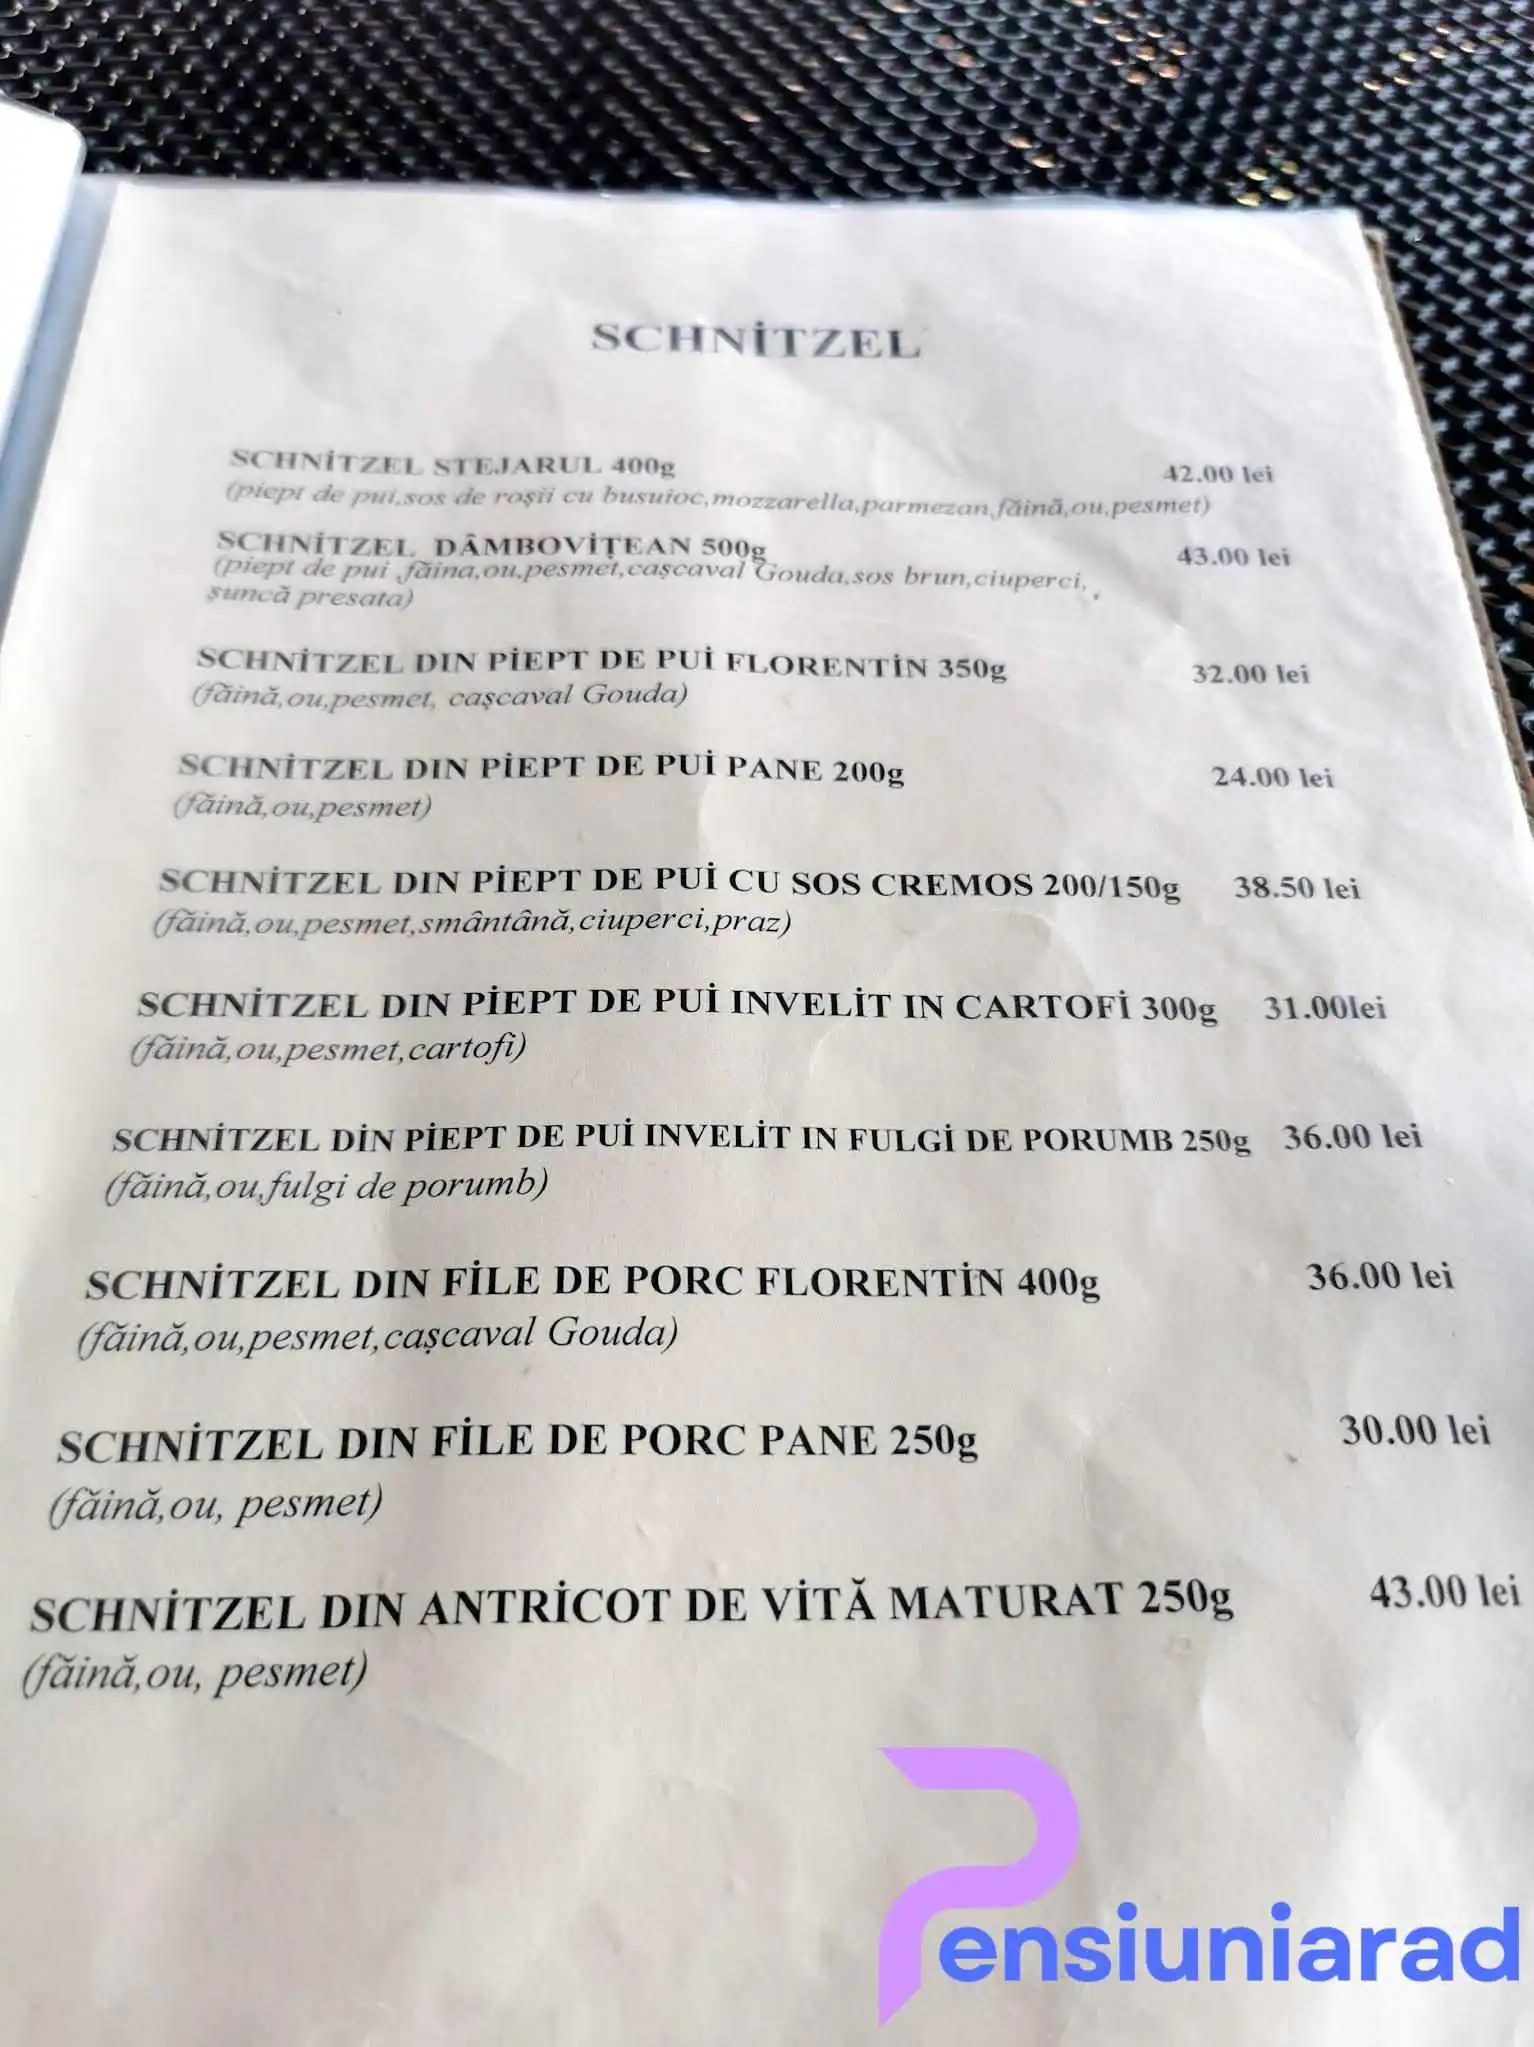 SCHNİTZEL
SCHNİTZEL STEJARUL 400g 42.00 lei
(piept de pui,sos de roșii cu busuioc,mozzarella,parmezan,făină,ou,pesmet)
SCHNİTZEL DÂMBOVİȚEAN 500g 43.00 lei
(piept de pui ,făina,ou,pesmet,cașcaval Gouda,sos brun,ciuperci,
șuncă presata)
SCHNİTZEL DIN PİEPT DE PUİ FLORENTİN 350g 32.00 lei
(făină,ou,pesmet, cașcaval Gouda)
SCHNİTZEL DIN PİEPT DE PUİ PANE 200g 24.00 lei
(făină,ou,pesmet)
SCHNİTZEL DIN PİEPT DE PUİ CU SOS CREMOS 200/150g 38.50 lei
(făină,ou,pesmet,smântână,ciuperci,praz)
SCHNİTZEL DIN PİEPT DE PUİ INVELİT IN CARTOFİ 300g 31.00lei
(făină,ou,pesmet,cartofi)
SCHNİTZEL DİN PİEPT DE PUİ INVELİT IN FULGİ DE PORUMB 250g 36.00 lei
(făină,ou,fulgi de porumb)
SCHNİTZEL DIN FİLE DE PORC FLORENTİN 400g 36.00 lei
(făină,ou,pesmet,cașcaval Gouda)
SCHNİTZEL DIN FİLE DE PORC PANE 250g 30.00 lei
(făină,ou, pesmet)
SCHNİTZEL DIN ANTRİCOT DE VİTĂ MATURAT 250g 43.00 lei
(făină,ou, pesmet)
Pensiuniarad